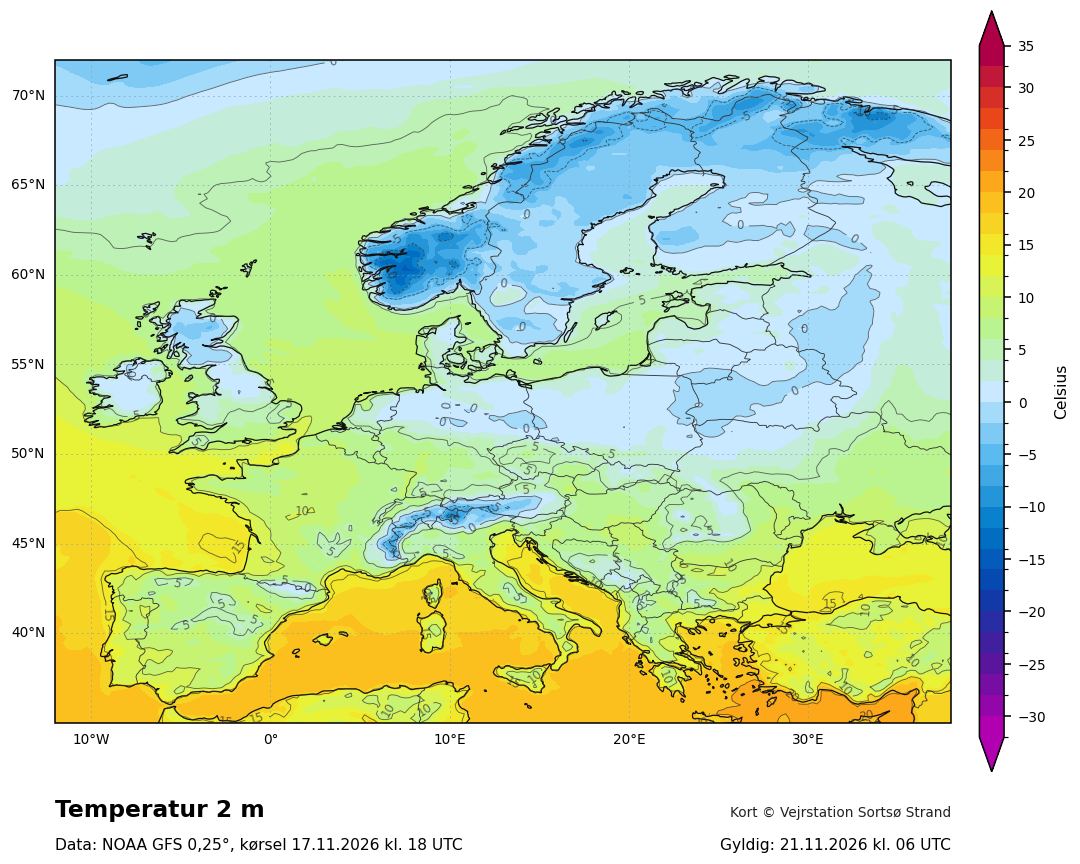 70°N
65°N
60°N
55°N
50°N
45°N
40°N
10°W 0° 10°E 20°E 30°E
35
30
25
20
15
10
5
0
−5
−10
−15
−20
−25
−30
Celsius
Temperatur 2 m
Kort © Vejrstation Sortsø Strand
Data: NOAA GFS 0,25°, kørsel 17.11.2026 kl. 18 UTC
Gyldig: 21.11.2026 kl. 06 UTC